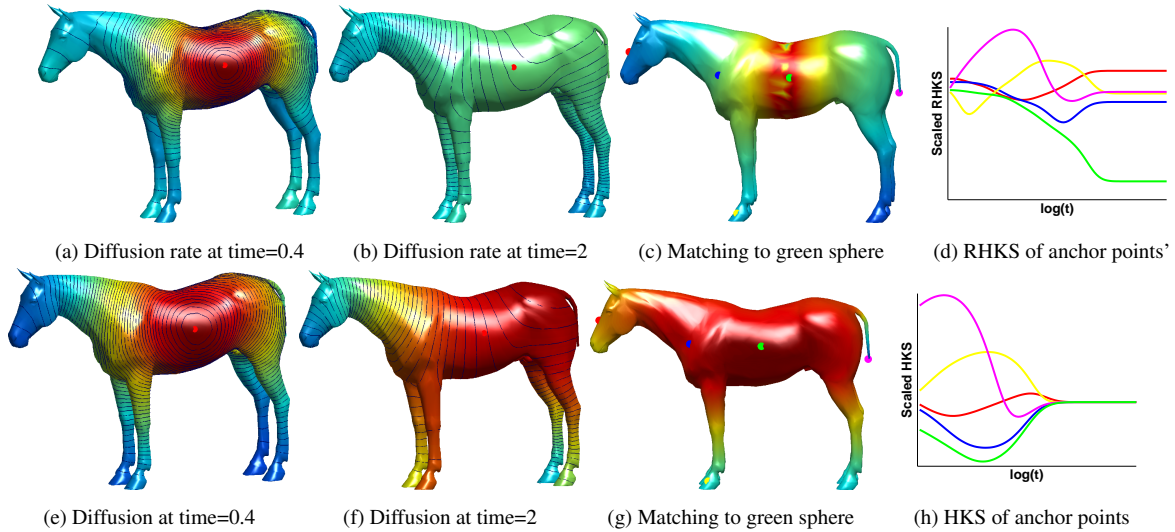 Scaled RHKS
log(t)
(a) Diffusion rate at time=0.4
(b) Diffusion rate at time=2
(c) Matching to green sphere
(d) RHKS of anchor points’
Scaled HKS
log(t)
(e) Diffusion at time=0.4
(f) Diffusion at time=2
(g) Matching to green sphere
(h) HKS of anchor points